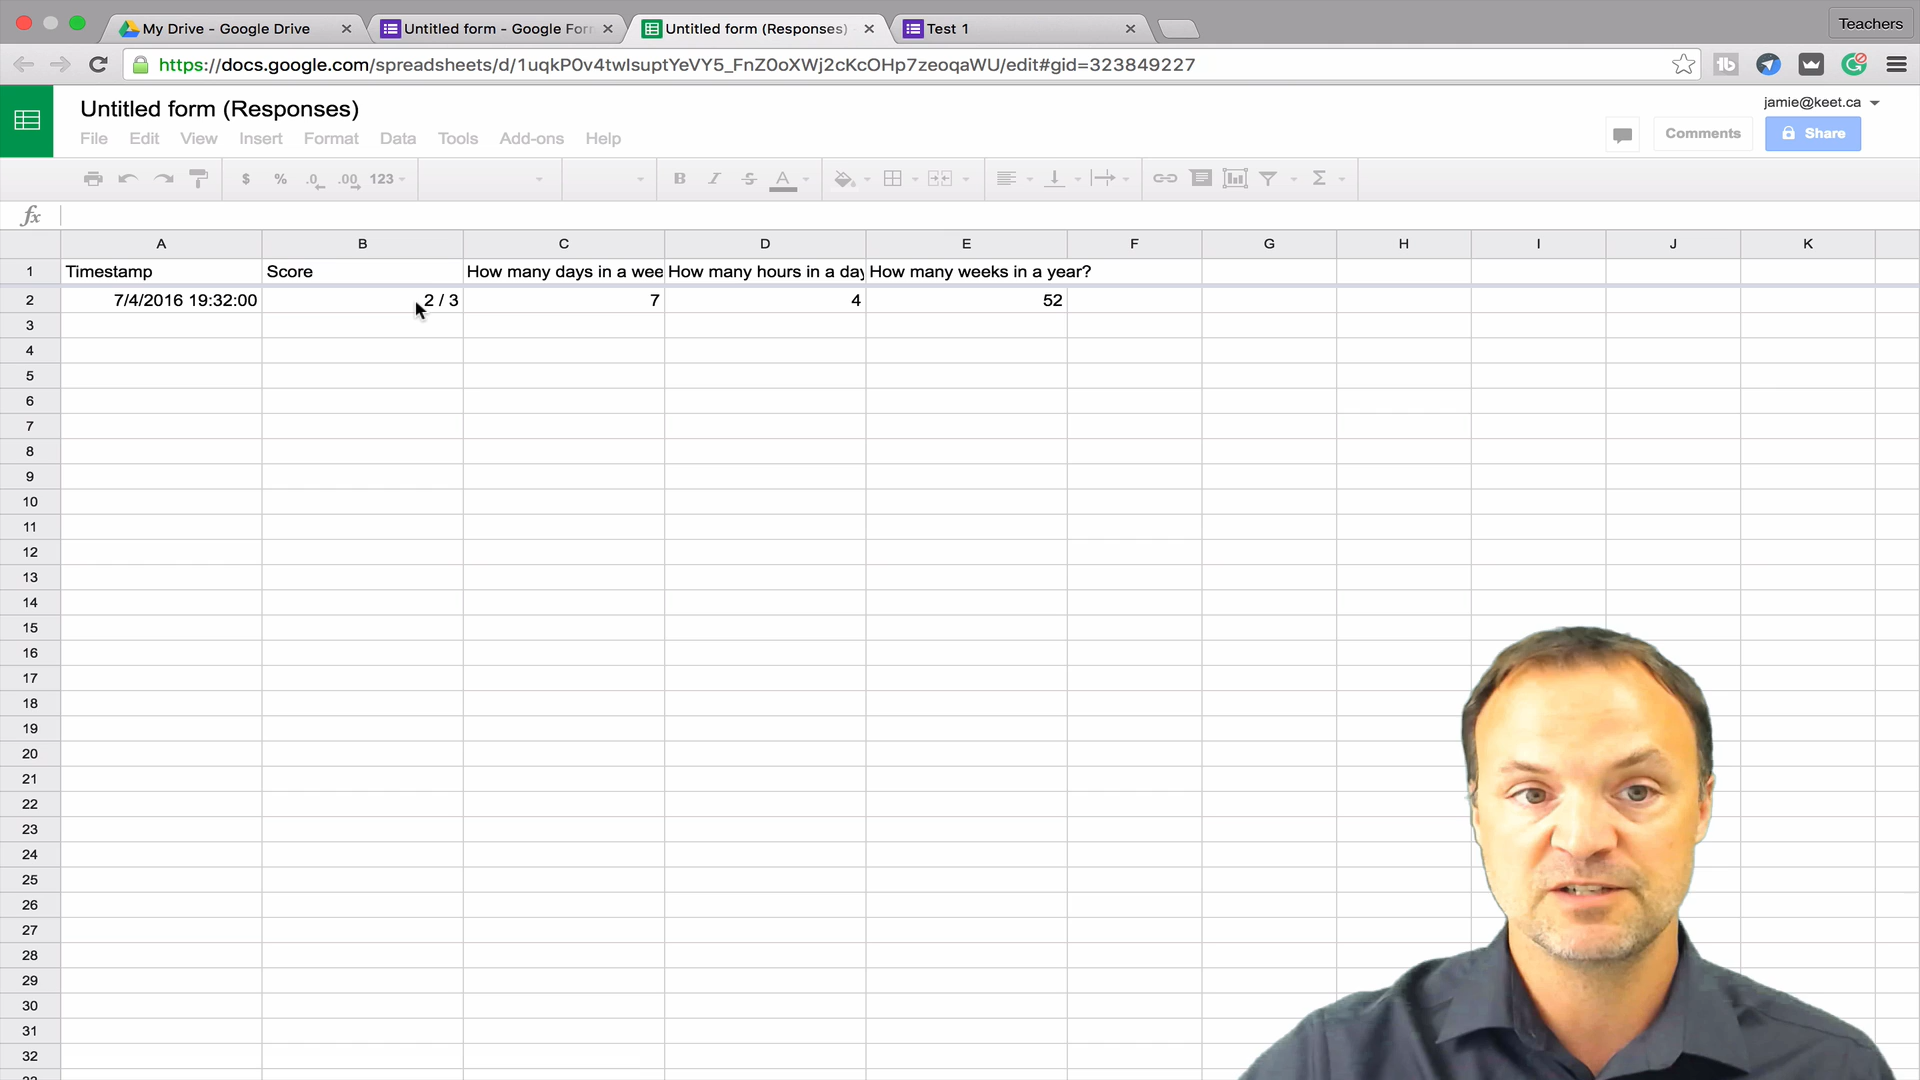 My Drive - Google Drive
Untitled form - Google For
Untitled form (Responses)
Test 1
Teachers
https://docs.google.com/spreadsheets/d/1uqkP0v4twIsuptYeVY5_FnZ0oXWj2cKcOHp7zeoqaWU/edit#gid=323849227
Untitled form (Responses)
jamie@keet.ca
File Edit View Insert Format Data Tools Add-ons Help
Comments
Share
$ % .0 .00 123
B I S A Σ
fx
A B C D E F G H I J K
1 Timestamp Score How many days in a wee How many hours in a day How many weeks in a year?
2 7/4/2016 19:32:00 2 / 3 7 4 52
3
4
5
6
7
8
9
10
11
12
13
14
15
16
17
18
19
20
21
22
23
24
25
26
27
28
29
30
31
32